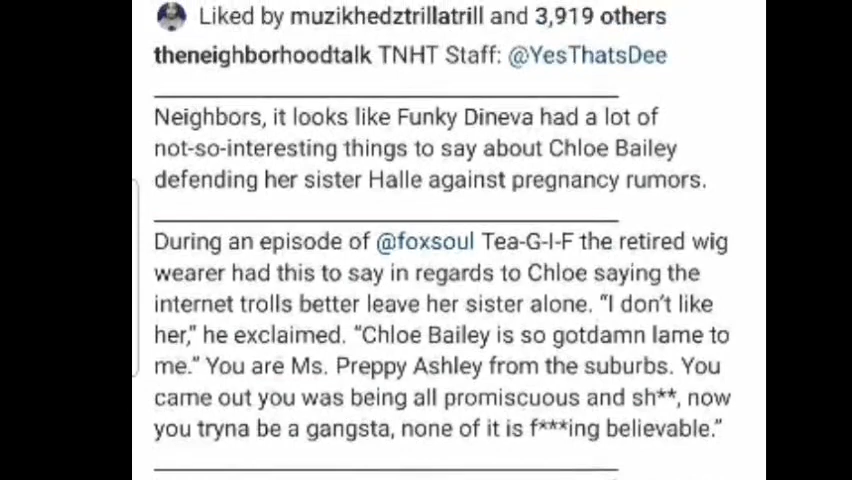 Liked by muzikhedztrillatrill and 3,919 others
theneighborhoodtalk TNHT Staff: @YesThatsDee
Neighbors, it looks like Funky Dineva had a lot of
not-so-interesting things to say about Chloe Bailey
defending her sister Halle against pregnancy rumors.
During an episode of @foxsoul Tea-G-I-F the retired wig
wearer had this to say in regards to Chloe saying the
internet trolls better leave her sister alone. “I don’t like
her,” he exclaimed. “Chloe Bailey is so gotdamn lame to
me.” You are Ms. Preppy Ashley from the suburbs. You
came out you was being all promiscuous and sh**, now
you tryna be a gangsta, none of it is f***ing believable.”